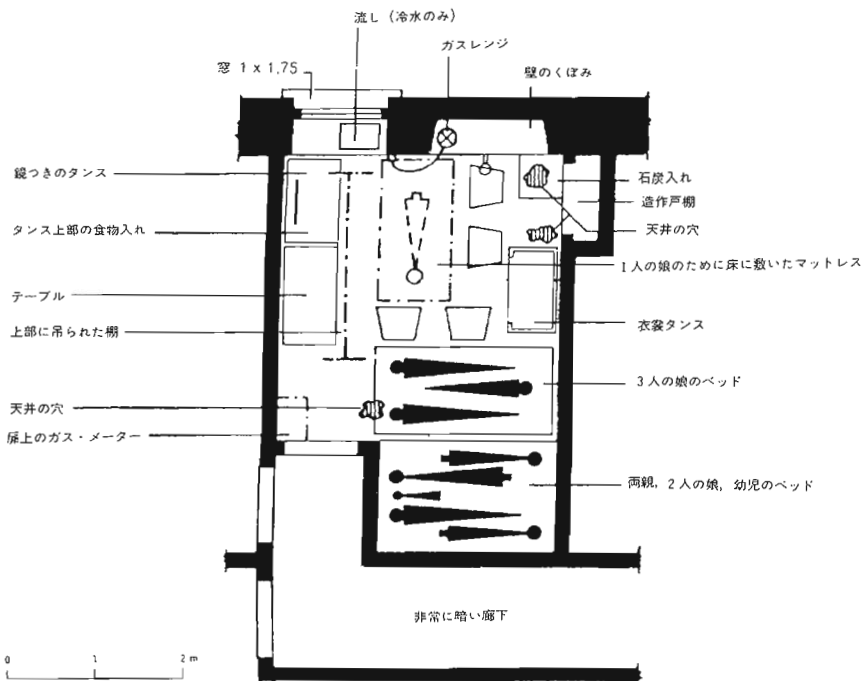 流し（冷水のみ）
ガスレンジ
窓 1 x 1,75
壁のくぼみ
鏡つきのタンス
石炭入れ
造作戸棚
タンス上部の食物入れ
天井の穴
1人の娘のために床に敷いたマットレス
テーブル
上部に吊られた棚
衣裳タンス
3人の娘のベッド
天井の穴
扉上のガス・メーター
両親，2人の娘，幼児のベッド
非常に暗い廊下
0 1 2 m